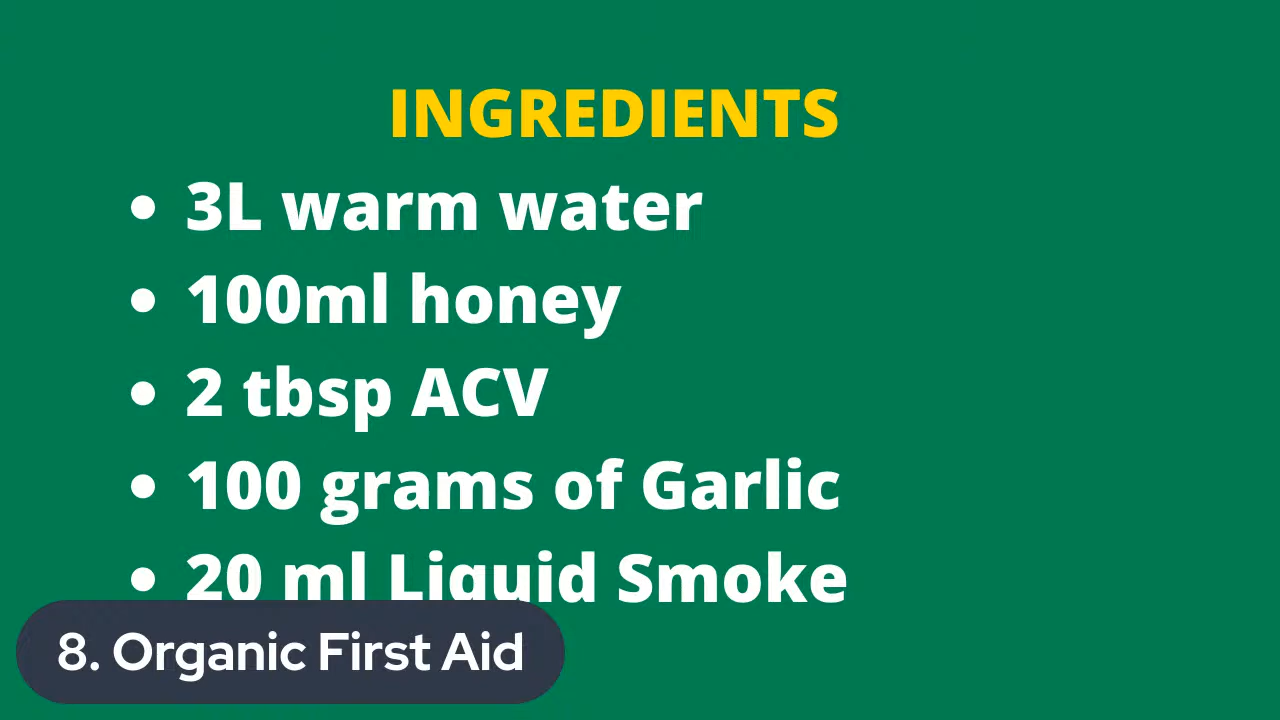 INGREDIENTS
• 3L warm water
• 100ml honey
• 2 tbsp ACV
• 100 grams of Garlic
• 20 ml Liquid Smoke
8. Organic First Aid